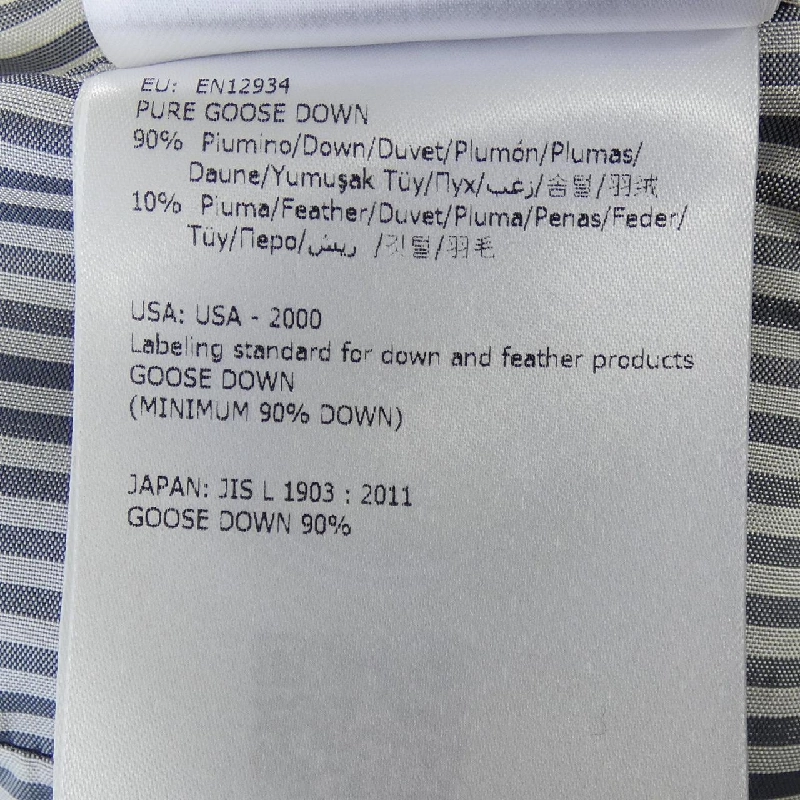 EU: EN12934
PURE GOOSE DOWN
90% Piumino/Down/Duvet/Plumón/Plumas/
Daune/Yumuşak Tüy/Пух/زغب/솜털/羽绒
10% Piuma/Feather/Duvet/Pluma/Penas/Feder/
Tüy/Перо/ريش /깃털/羽毛
USA: USA - 2000
Labeling standard for down and feather products
GOOSE DOWN
(MINIMUM 90% DOWN)
JAPAN: JIS L 1903 : 2011
GOOSE DOWN 90%